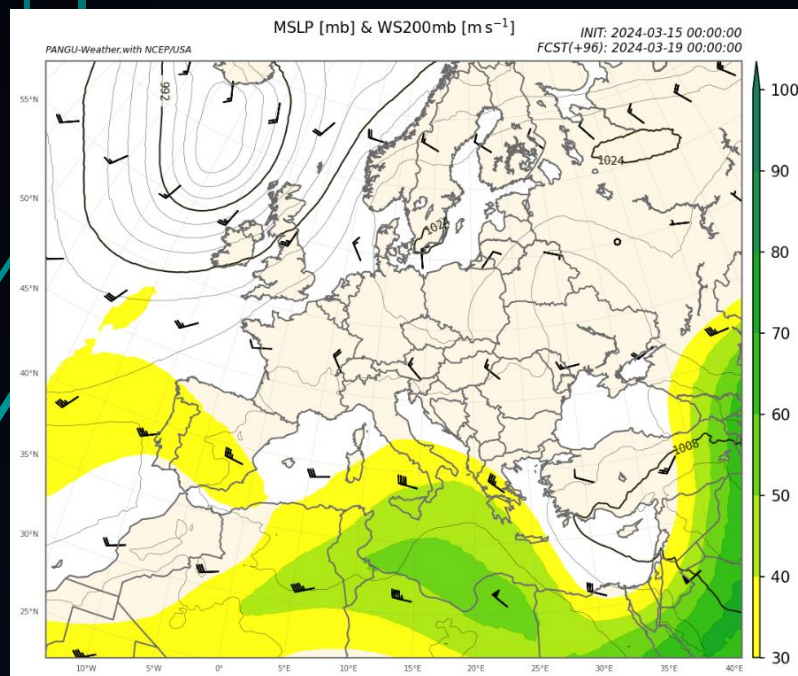 MSLP [mb] & WS200mb [m s⁻¹]
INIT: 2024-03-15 00:00:00
PANGU-Weather,with NCEP/USA
FCST(+96): 2024-03-19 00:00:00
992
1024
1024
1008
55°N
50°N
45°N
40°N
35°N
30°N
25°N
10°W 5°W 0° 5°E 10°E 15°E 20°E 25°E 30°E 35°E 40°E
100
90
80
70
60
50
40
30